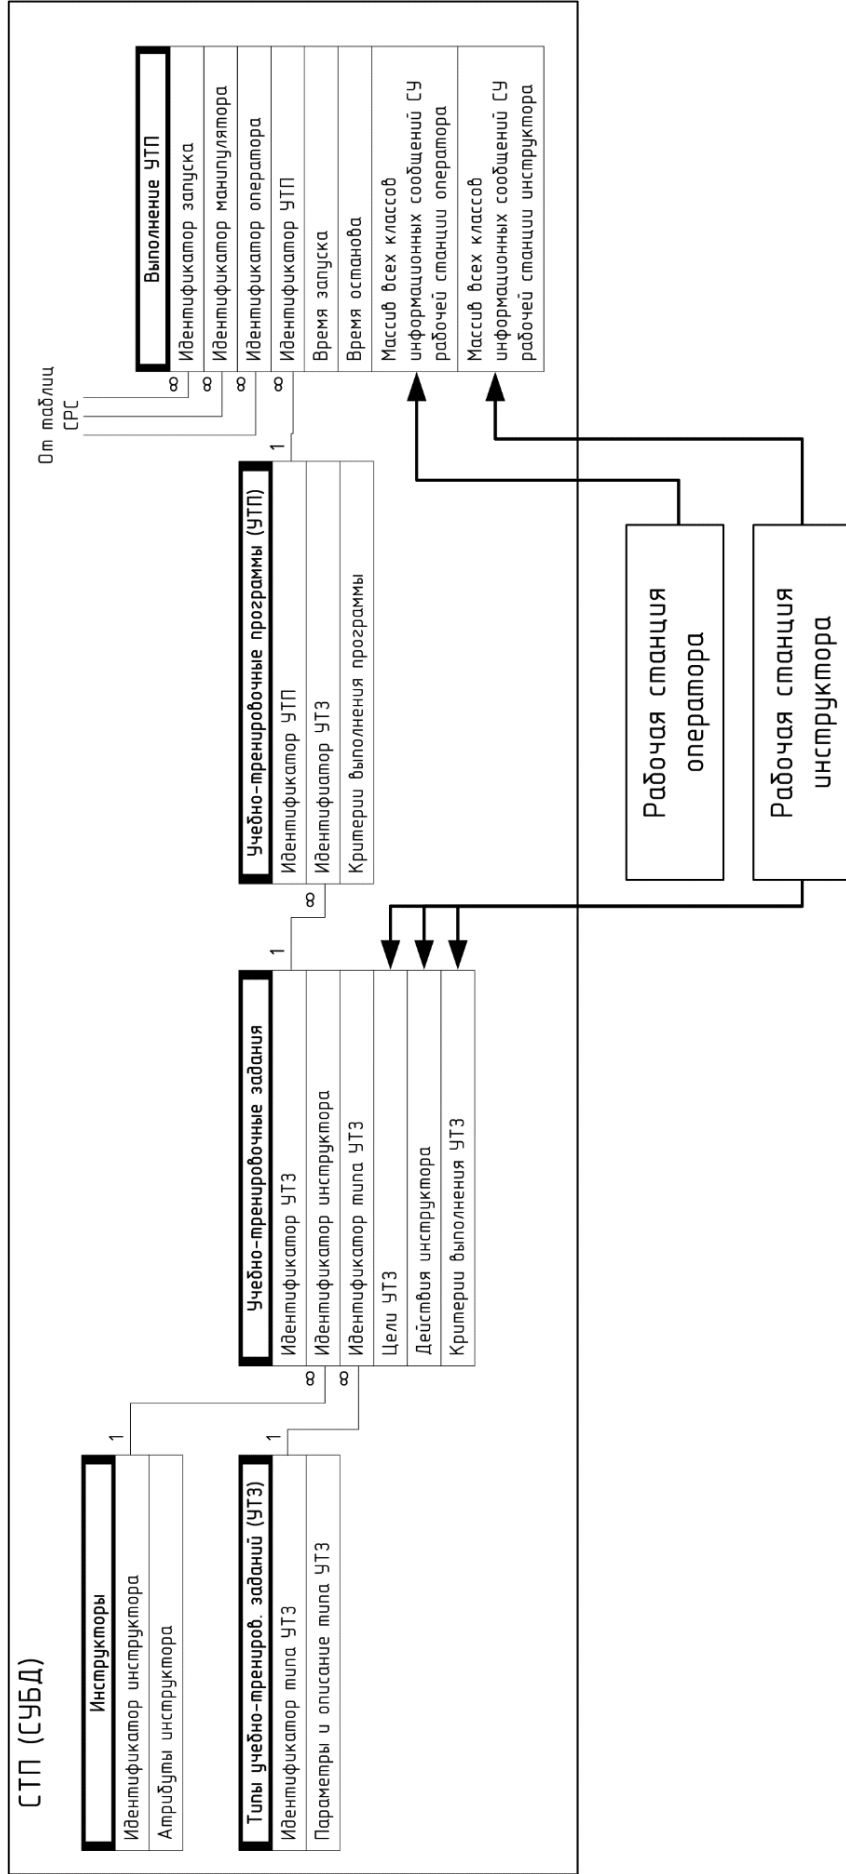 СТП (СУБД)
Инструкторы
Идентификатор инструктора
Атрибуты инструктора
1
Типы учебно-трениров. заданий (УТЗ)
Идентификатор типа УТЗ
Параметры и описание типа УТЗ
1
Учебно-тренировочные задания
Идентификатор УТЗ
∞
Идентификатор инструктора
∞
Идентификатор типа УТЗ
Цели УТЗ
Действия инструктора
Критерии выполнения УТЗ
1
Учебно-тренировочные программы (УТП)
Идентификатор УТП
∞
Идентифиатор УТЗ
Критерии выполнения программы
1
От таблиц
СРС
Выполнение УТП
∞
Идентификатор запуска
∞
Идентификатор манипулятора
∞
Идентификатор оператора
∞
Идентификатор УТП
Время запуска
Время останова
Массив всех классов
информационных сообщений СУ
рабочей станции оператора
Массив всех классов
информационных сообщений СУ
рабочей станции инструктора
Рабочая станция
оператора
Рабочая станция
инструктора